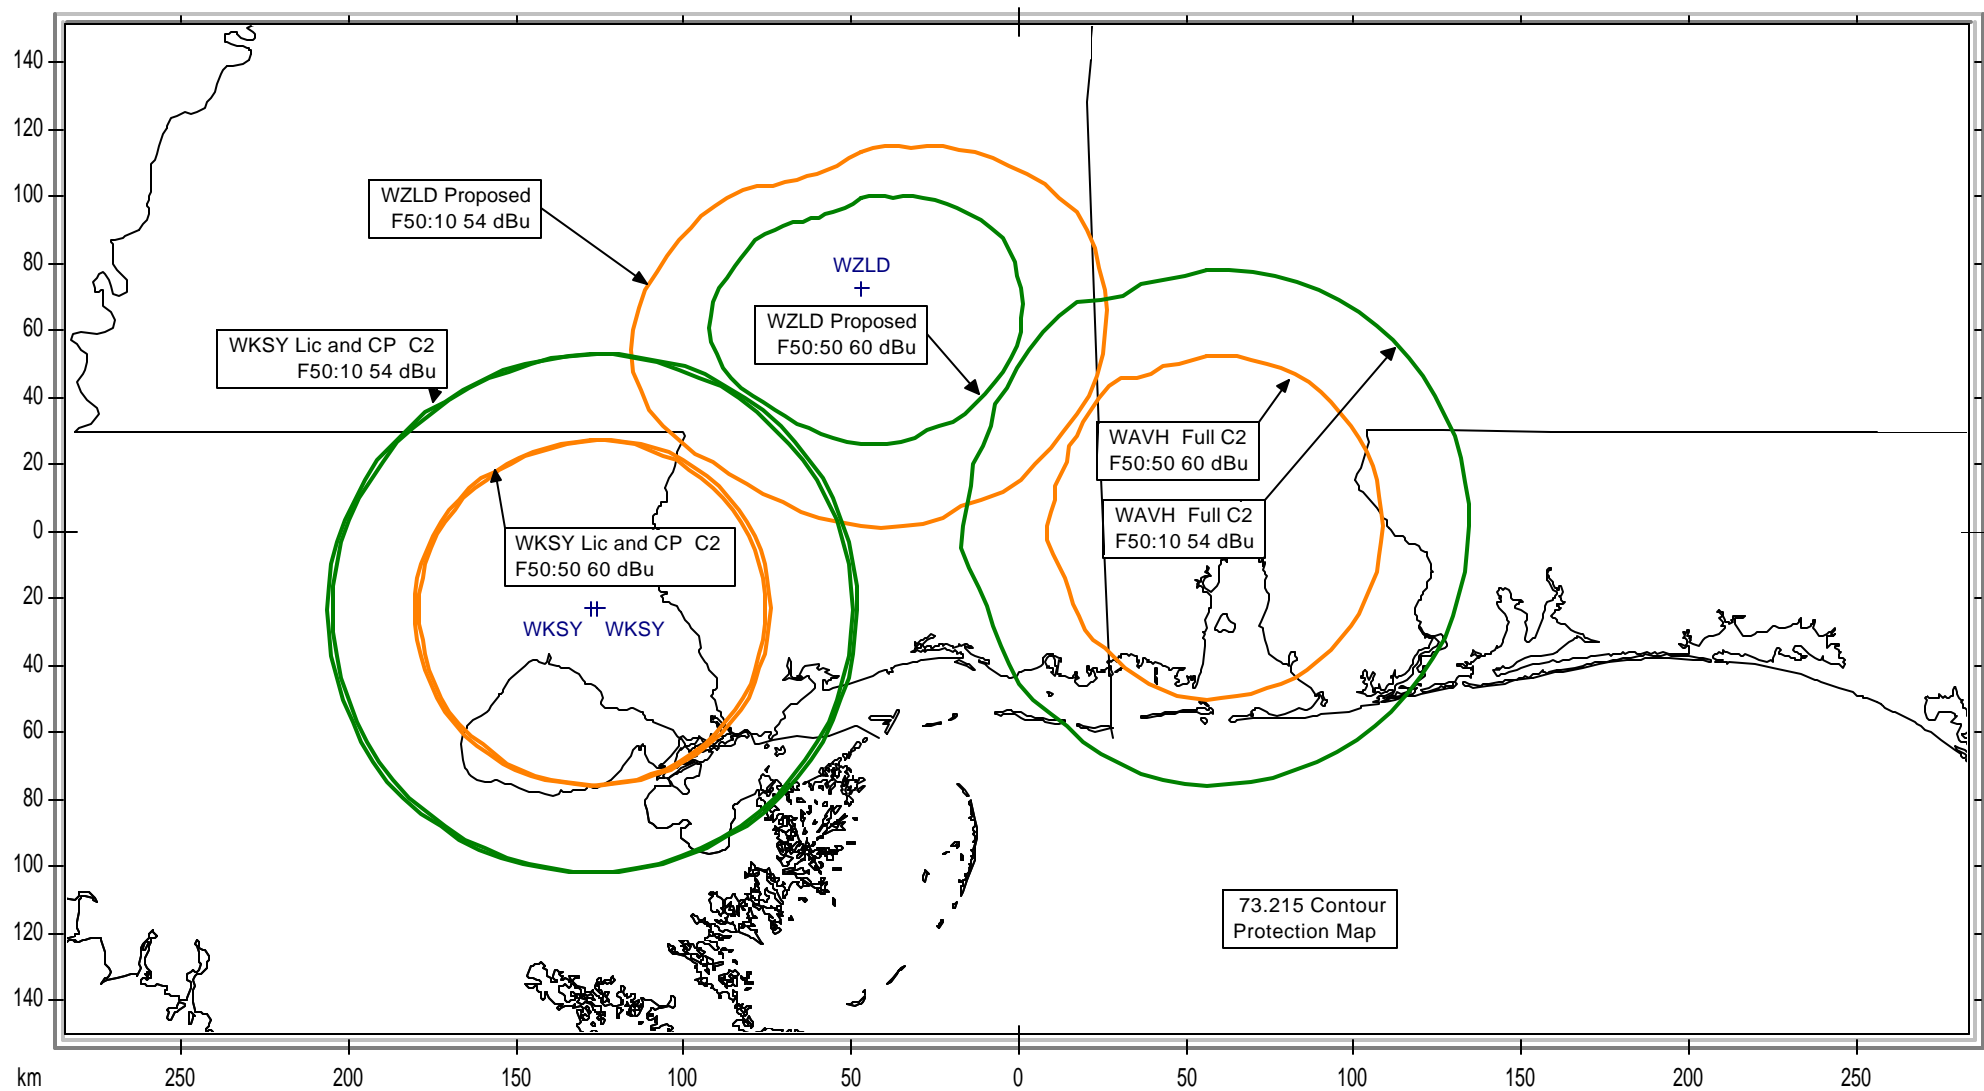 140
120
100
80
60
40
20
0
20
40
60
80
100
120
140
WZLD Proposed
F50:10 54 dBu
WZLD
WZLD Proposed
F50:50 60 dBu
WKSY Lic and CP C2
F50:10 54 dBu
WAVH Full C2
F50:50 60 dBu
WAVH Full C2
F50:10 54 dBu
WKSY Lic and CP C2
F50:50 60 dBu
WKSY WKSY
73.215 Contour
Protection Map
km 250 200 150 100 50 0 50 100 150 200 250